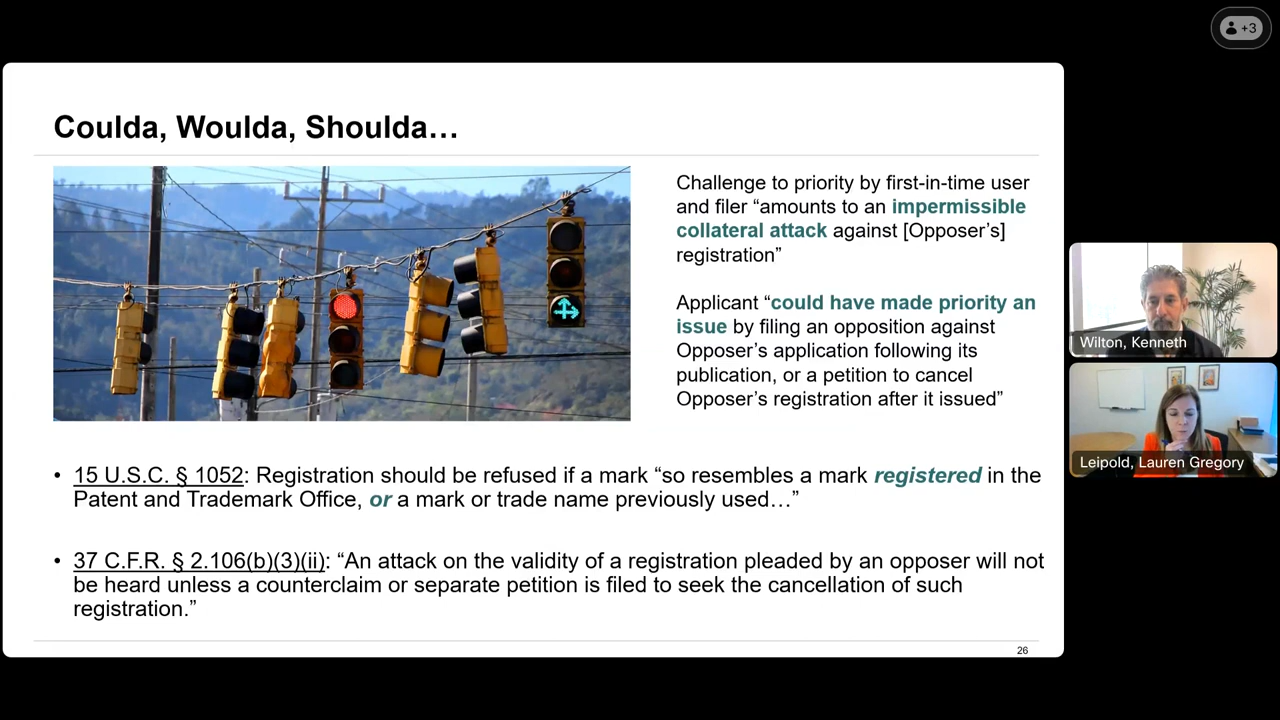 +3
Coulda, Woulda, Shoulda…
Challenge to priority by first-in-time user
and filer “amounts to an impermissible
collateral attack against [Opposer’s]
registration”
Applicant “could have made priority an
issue by filing an opposition against
Opposer’s application following its
publication, or a petition to cancel
Opposer’s registration after it issued”
• 15 U.S.C. § 1052: Registration should be refused if a mark “so resembles a mark registered in the
Patent and Trademark Office, or a mark or trade name previously used…”
• 37 C.F.R. § 2.106(b)(3)(ii): “An attack on the validity of a registration pleaded by an opposer will not
be heard unless a counterclaim or separate petition is filed to seek the cancellation of such
registration.”
26
Wilton, Kenneth
Leipold, Lauren Gregory